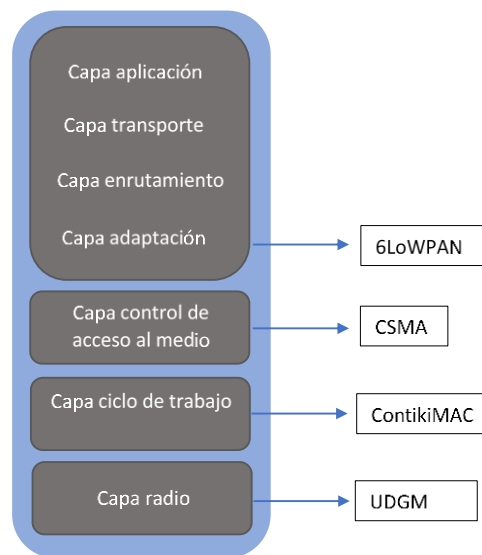 Capa aplicación
Capa transporte
Capa enrutamiento
Capa adaptación
6LoWPAN
Capa control de
acceso al medio
CSMA
Capa ciclo de trabajo
ContikiMAC
Capa radio
UDGM